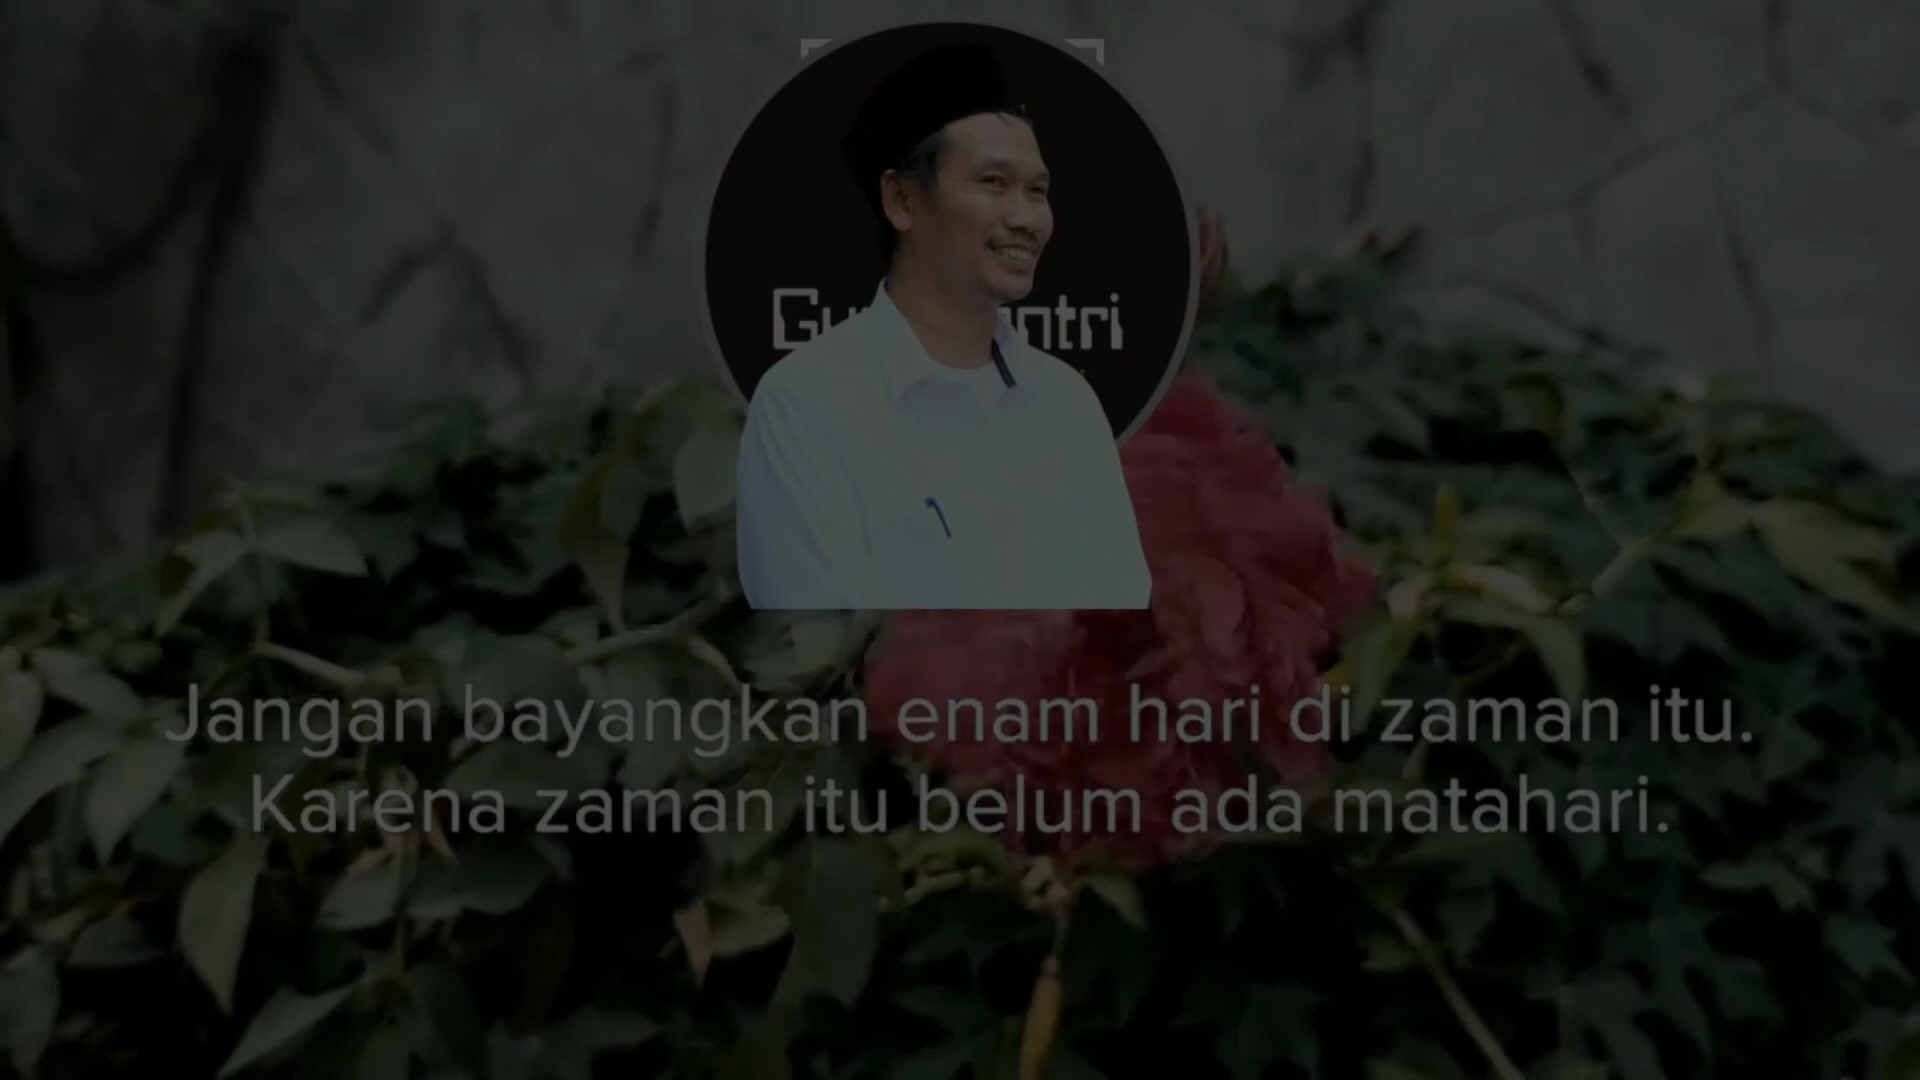 Jangan bayangkan enam hari di zaman itu.
Karena zaman itu belum ada matahari.